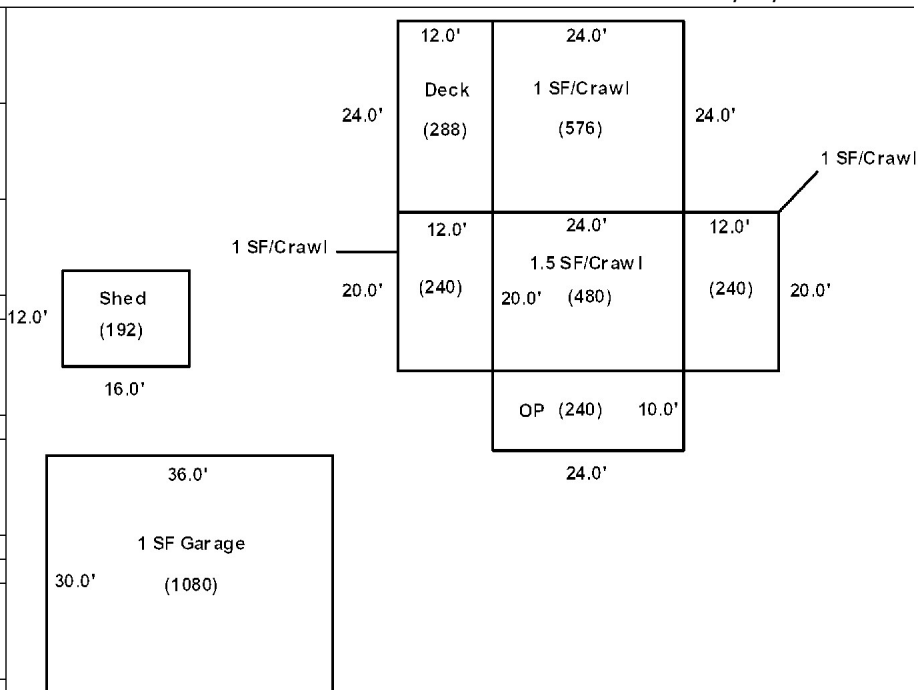 12.0' 24.0'
Deck 1 SF/Crawl
24.0' (288) (576) 24.0'
1 SF/Crawl
12.0' 24.0' 12.0'
1 SF/Crawl
1.5 SF/Crawl
20.0' (240) 20.0' (480) (240) 20.0'
Shed
12.0' (192)
16.0'
OP (240) 10.0'
24.0'
36.0'
1 SF Garage
30.0' (1080)